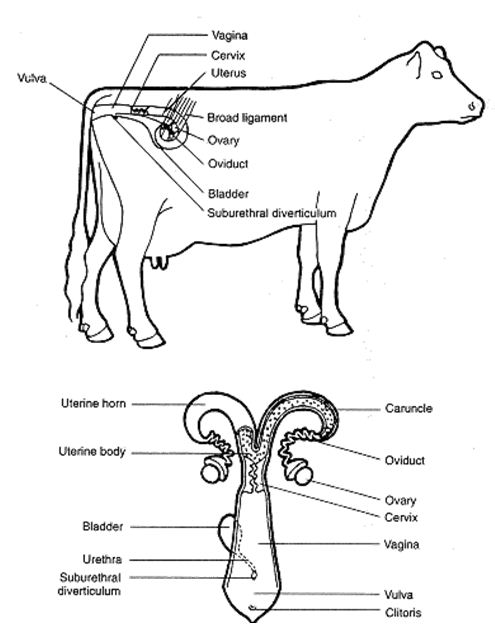 Vagina
Cervix
Uterus
Vulva
Broad ligament
Ovary
Oviduct
Bladder
Suburethral diverticulum
Uterine horn
Caruncle
Uterine body
Oviduct
Ovary
Cervix
Bladder
Vagina
Urethra
Suburethral
diverticulum
Vulva
Clitoris